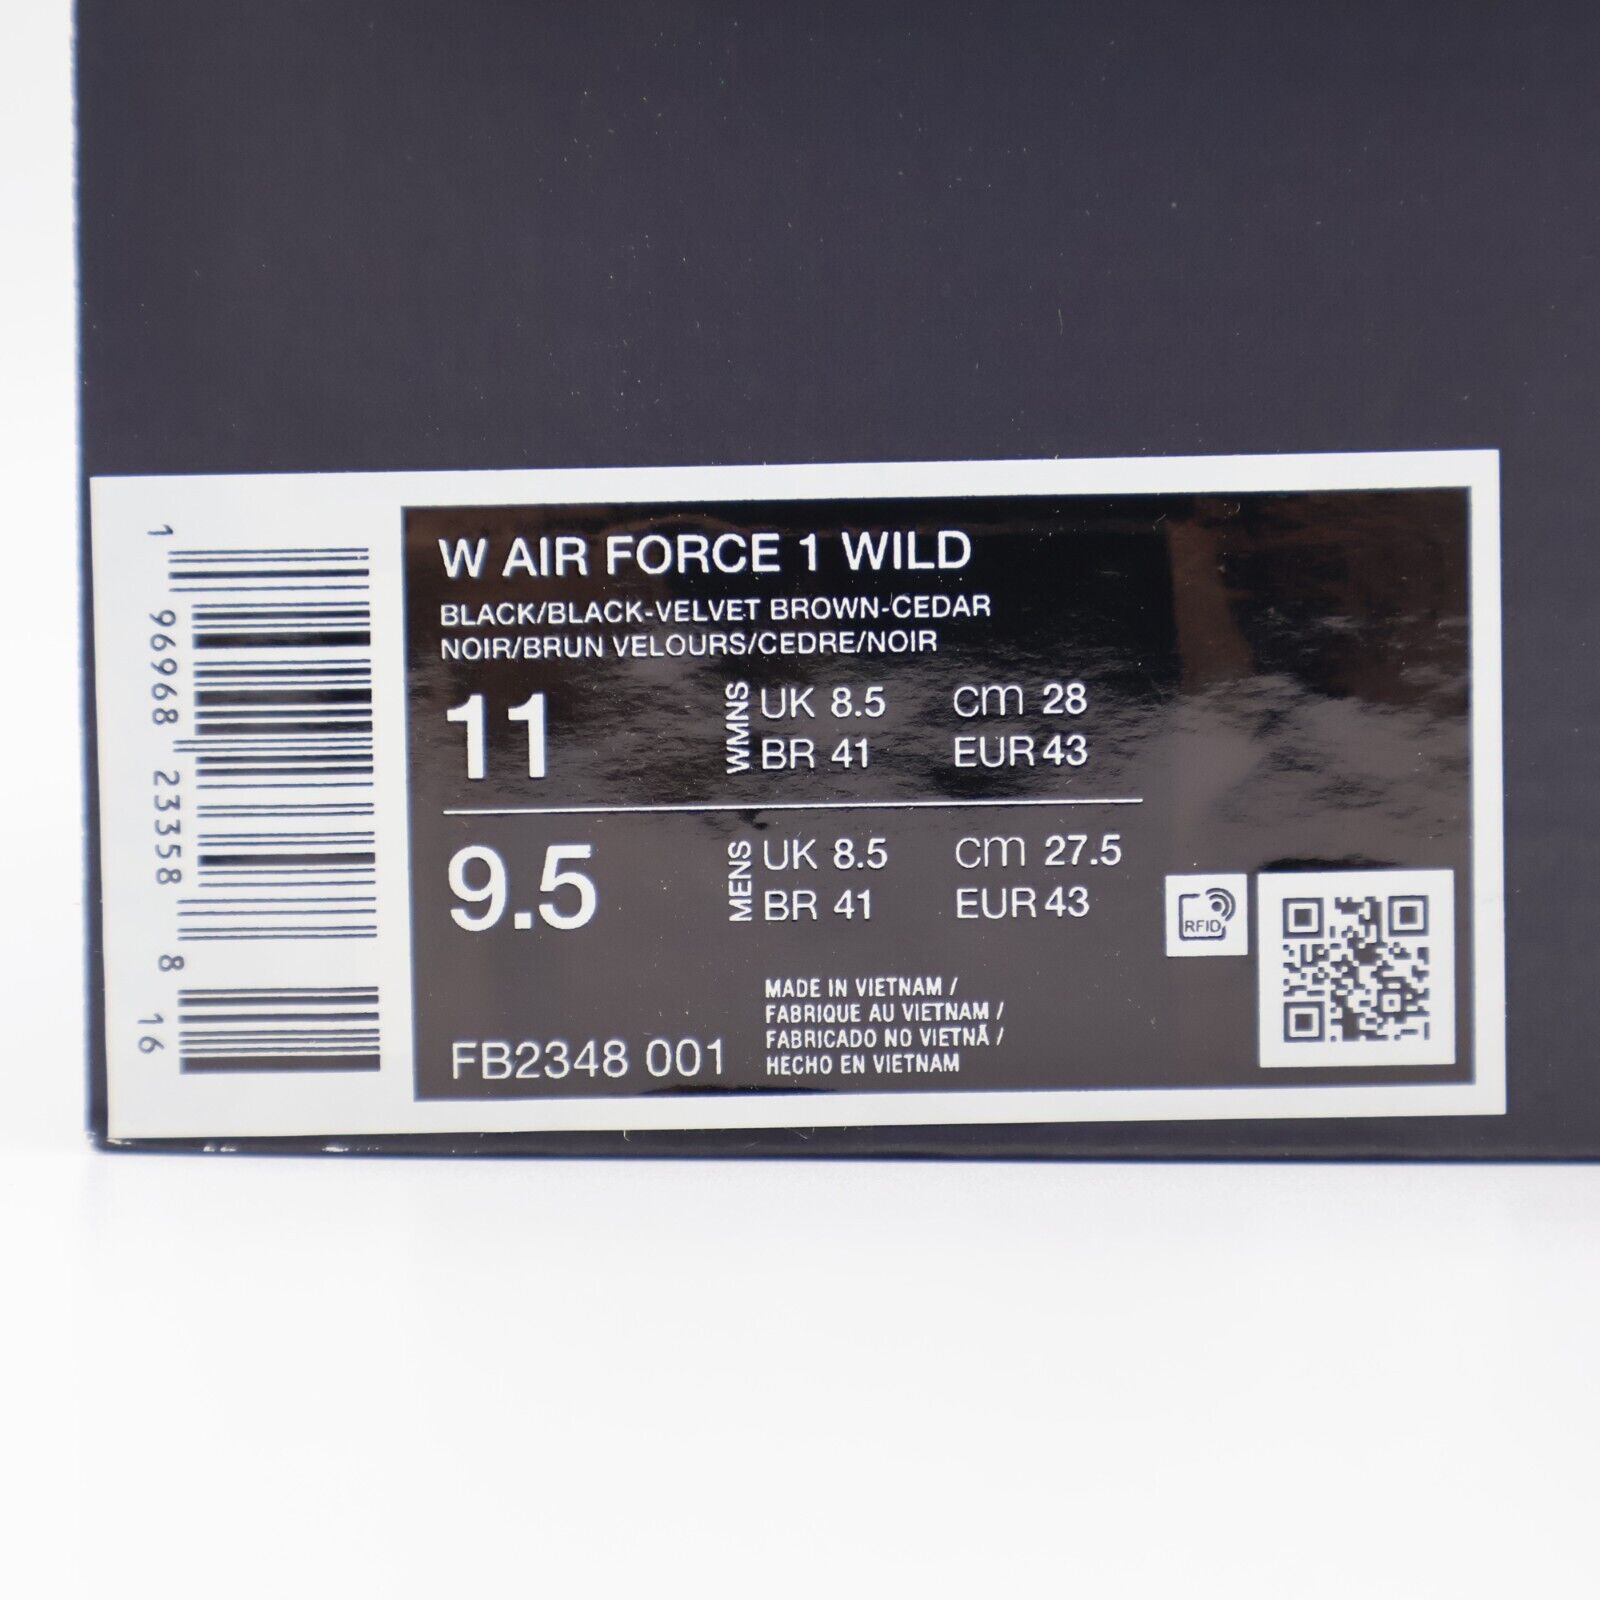 1 96968 23358 8 16
W AIR FORCE 1 WILD
BLACK/BLACK-VELVET BROWN-CEDAR
NOIR/BRUN VELOURS/CEDRE/NOIR
11 WMNS UK 8.5 cm 28
BR 41 EUR 43
9.5 MENS UK 8.5 cm 27.5
BR 41 EUR 43
RFID
FB2348 001
MADE IN VIETNAM /
FABRIQUE AU VIETNAM /
FABRICADO NO VIETNÃ /
HECHO EN VIETNAM